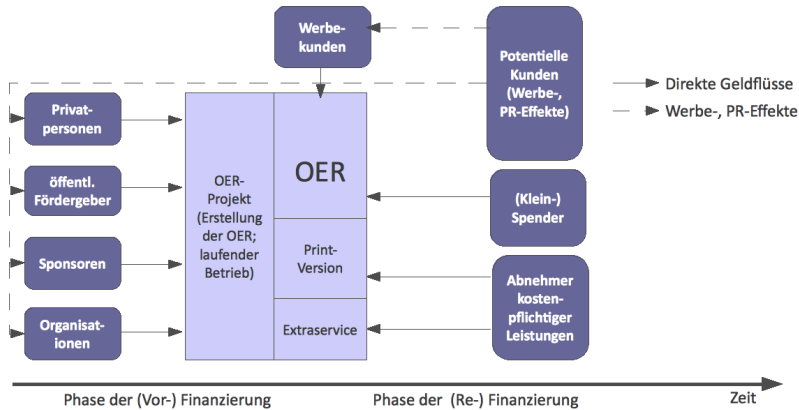 Werbe-
kunden
Potentielle
Kunden
(Werbe-,
PR-Effekte)
Direkte Geldflüsse
Werbe-, PR-Effekte
Privat-
personen
öffentl.
Fördergeber
Sponsoren
Organisat-
ionen
OER-
Projekt
(Erstellung
der OER;
laufender
Betrieb)
OER
Print-
Version
Extraservice
(Klein-)
Spender
Abnehmer
kosten-
pflichtiger
Leistungen
Phase der (Vor-) Finanzierung
Phase der (Re-) Finanzierung
Zeit